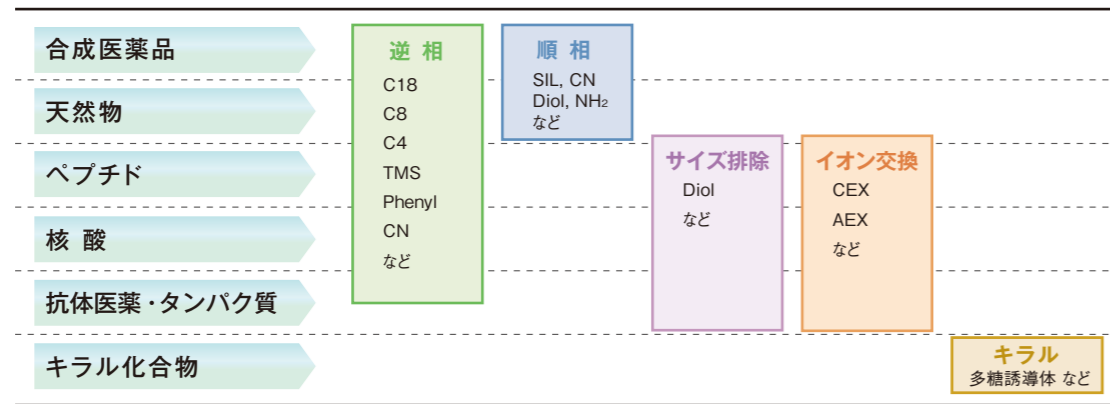 合成医薬品
天然物
ペプチド
核 酸
抗体医薬・タンパク質
キラル化合物
逆 相
C18
C8
C4
TMS
Phenyl
CN
など
順 相
SIL, CN
Diol, NH₂
など
サイズ排除
Diol
など
イオン交換
CEX
AEX
など
キラル
多糖誘導体 など